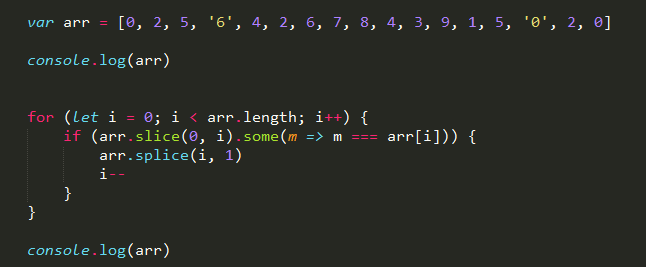 var arr = [0, 2, 5, '6', 4, 2, 6, 7, 8, 4, 3, 9, 1, 5, '0', 2, 0]
console.log(arr)
for (let i = 0; i < arr.length; i++) {
if (arr.slice(0, i).some(m => m === arr[i])) {
arr.splice(i, 1)
i--
}
}
console.log(arr)